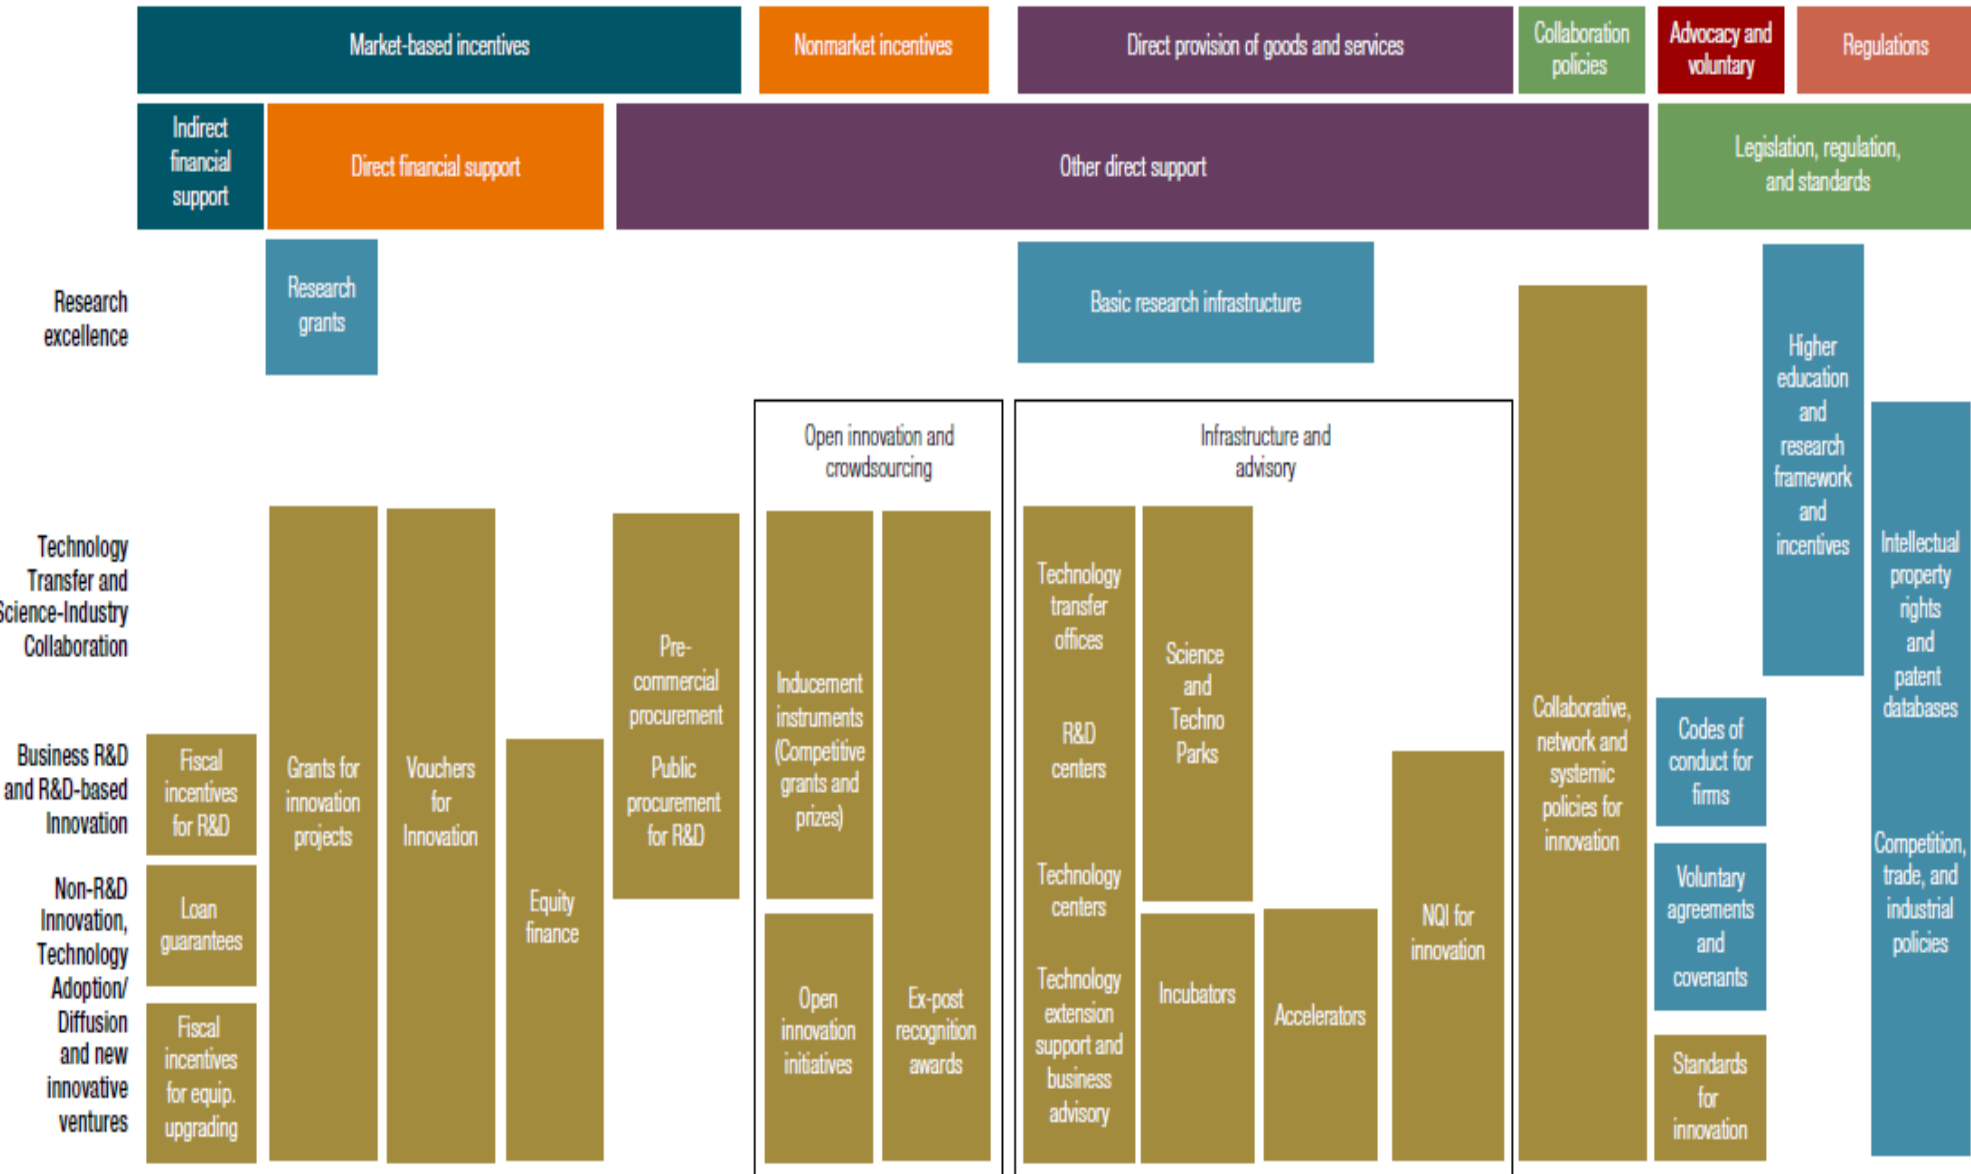 Market-based incentives
Nonmarket incentives
Direct provision of goods and services
Collaboration
policies
Advocacy and
voluntary
Regulations
Indirect
financial
support
Direct financial support
Other direct support
Legislation, regulation,
and standards
Research
excellence
Research
grants
Basic research infrastructure
Higher
education
and
research
framework
and
incentives
Open innovation and
crowdsourcing
Infrastructure and
advisory
Technology
Transfer and
Science-Industry
Collaboration
Business R&D
and R&D-based
Innovation
Non-R&D
Innovation,
Technology
Adoption/
Diffusion
and new
innovative
ventures
Fiscal
incentives
for R&D
Loan
guarantees
Fiscal
incentives
for equip.
upgrading
Grants for
innovation
projects
Vouchers
for
Innovation
Equity
finance
Pre-
commercial
procurement
Public
procurement
for R&D
Inducement
instruments
(Competitive
grants and
prizes)
Open
innovation
initiatives
Ex-post
recognition
awards
Technology
transfer
offices
R&D
centers
Technology
centers
Technology
extension
support and
business
advisory
Science
and
Techno
Parks
Incubators
Accelerators
NQI for
innovation
Collaborative,
network and
systemic
policies for
innovation
Codes of
conduct for
firms
Voluntary
agreements
and
covenants
Standards
for
innovation
Intellectual
property
rights
and
patent
databases
Competition,
trade, and
industrial
policies